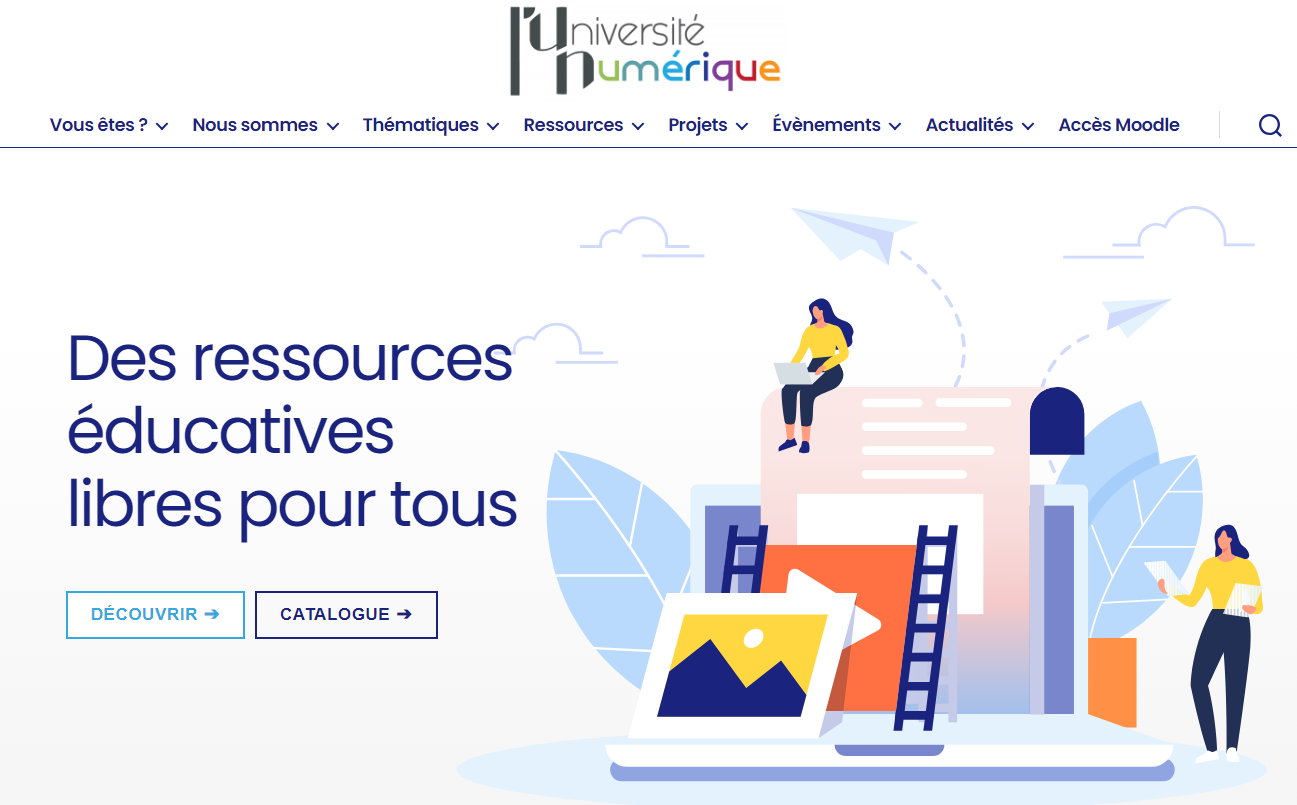 l'Université
numérique
Vous êtes ? Nous sommes Thématiques Ressources Projets Évènements Actualités Accès Moodle
Des ressources
éducatives
libres pour tous
DÉCOUVRIR ➔ CATALOGUE ➔